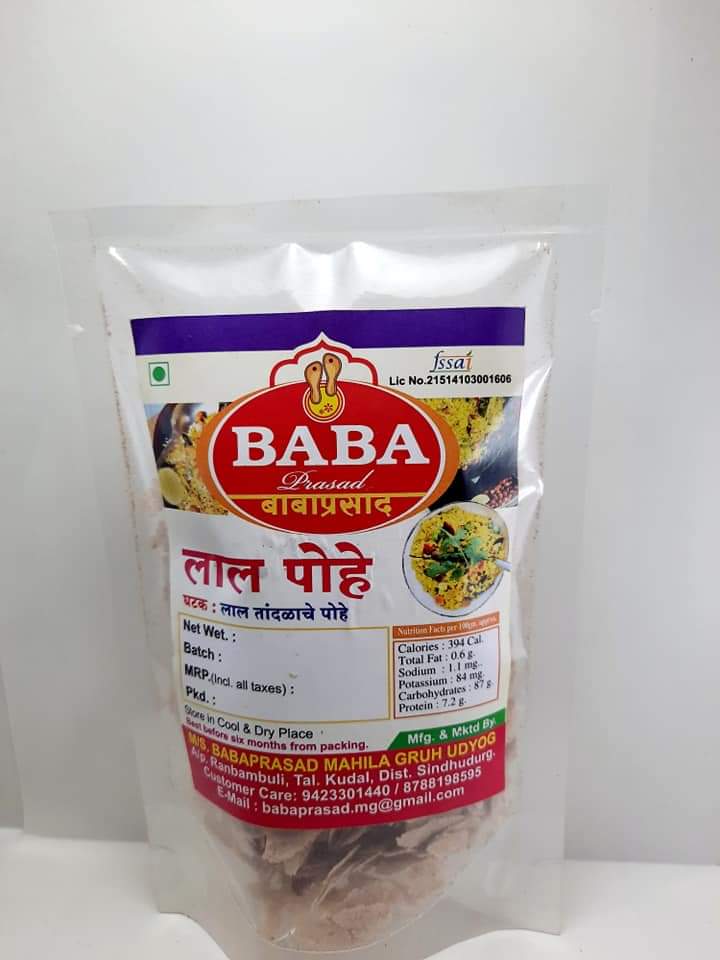 fssai
Lic No.21514103001606
BABA
Prasad
बाबाप्रसाद
लाल पोहे
घटक : लाल तांदळाचे पोहे
Net Wet. :
Batch :
MRP.(Incl. all taxes) :
Pkd. :
Store in Cool & Dry Place
Best before six months from packing.
Nutrition Facts per 100gm. approx.
Calories : 394 Cal.
Total Fat : 0.6 g.
Sodium : 1.1 mg..
Potassium : 84 mg.
Carbohydrates : 87 g.
Protein : 7.2 g.
Mfg. & Mktd By.
M/S. BABAPRASAD MAHILA GRUH UDYOG
A/p. Ranbambuli, Tal. Kudal, Dist. Sindhudurg.
Customer Care: 9423301440 / 8788198595
E-Mail : babaprasad.mg@gmail.com